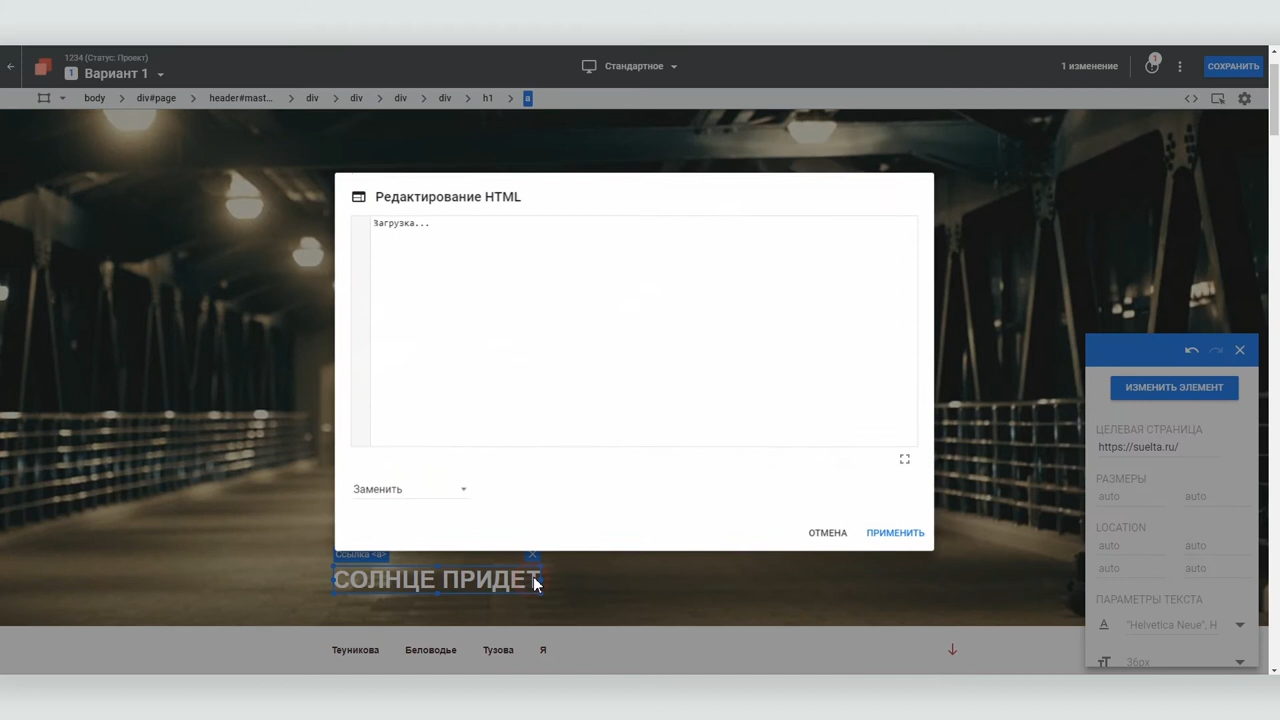 1234 (Статус: Проект)
1 Вариант 1
Стандартное
1 изменение
1
СОХРАНИТЬ
body div#page header#mast... div div div div h1 a
Редактирование HTML
Загрузка...
Заменить
ОТМЕНА ПРИМЕНИТЬ
ИЗМЕНИТЬ ЭЛЕМЕНТ
ЦЕЛЕВАЯ СТРАНИЦА
https://suelta.ru/
РАЗМЕРЫ
auto auto
LOCATION
auto auto
auto auto
ПАРАМЕТРЫ ТЕКСТА
A "Helvetica Neue", H
тТ 36px
Ссылка <a>
СОЛНЦЕ ПРИДЕТ
Теуникова Беловодье Тузова Я